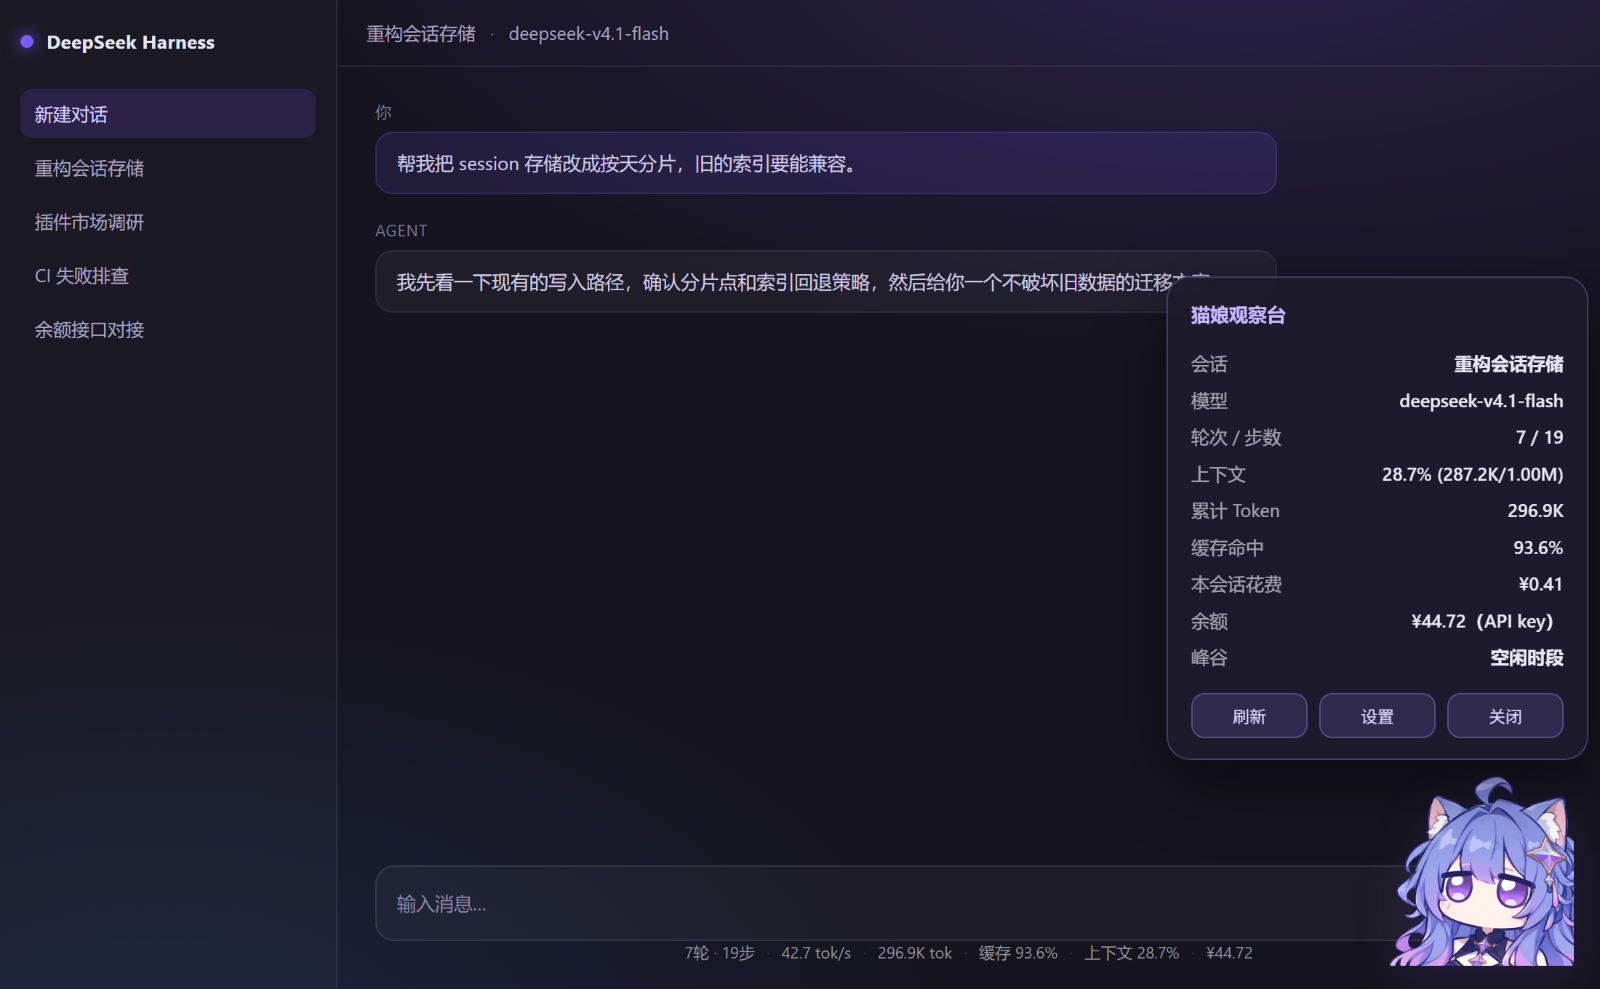 DeepSeek Harness
新建对话
重构会话存储
插件市场调研
CI 失败排查
余额接口对接
重构会话存储 · deepseek-v4.1-flash
你
帮我把 session 存储改成按天分片，旧的索引要能兼容。
AGENT
我先看一下现有的写入路径，确认分片点和索引回退策略，然后给你一个不破坏旧数据的迁移
猫娘观察台
会话 重构会话存储
模型 deepseek-v4.1-flash
轮次 / 步数 7 / 19
上下文 28.7% (287.2K/1.00M)
累计 Token 296.9K
缓存命中 93.6%
本会话花费 ¥0.41
余额 ¥44.72（API key）
峰谷 空闲时段
刷新 设置 关闭
输入消息...
7轮 · 19步 · 42.7 tok/s · 296.9K tok · 缓存 93.6% · 上下文 28.7% · ¥44.72